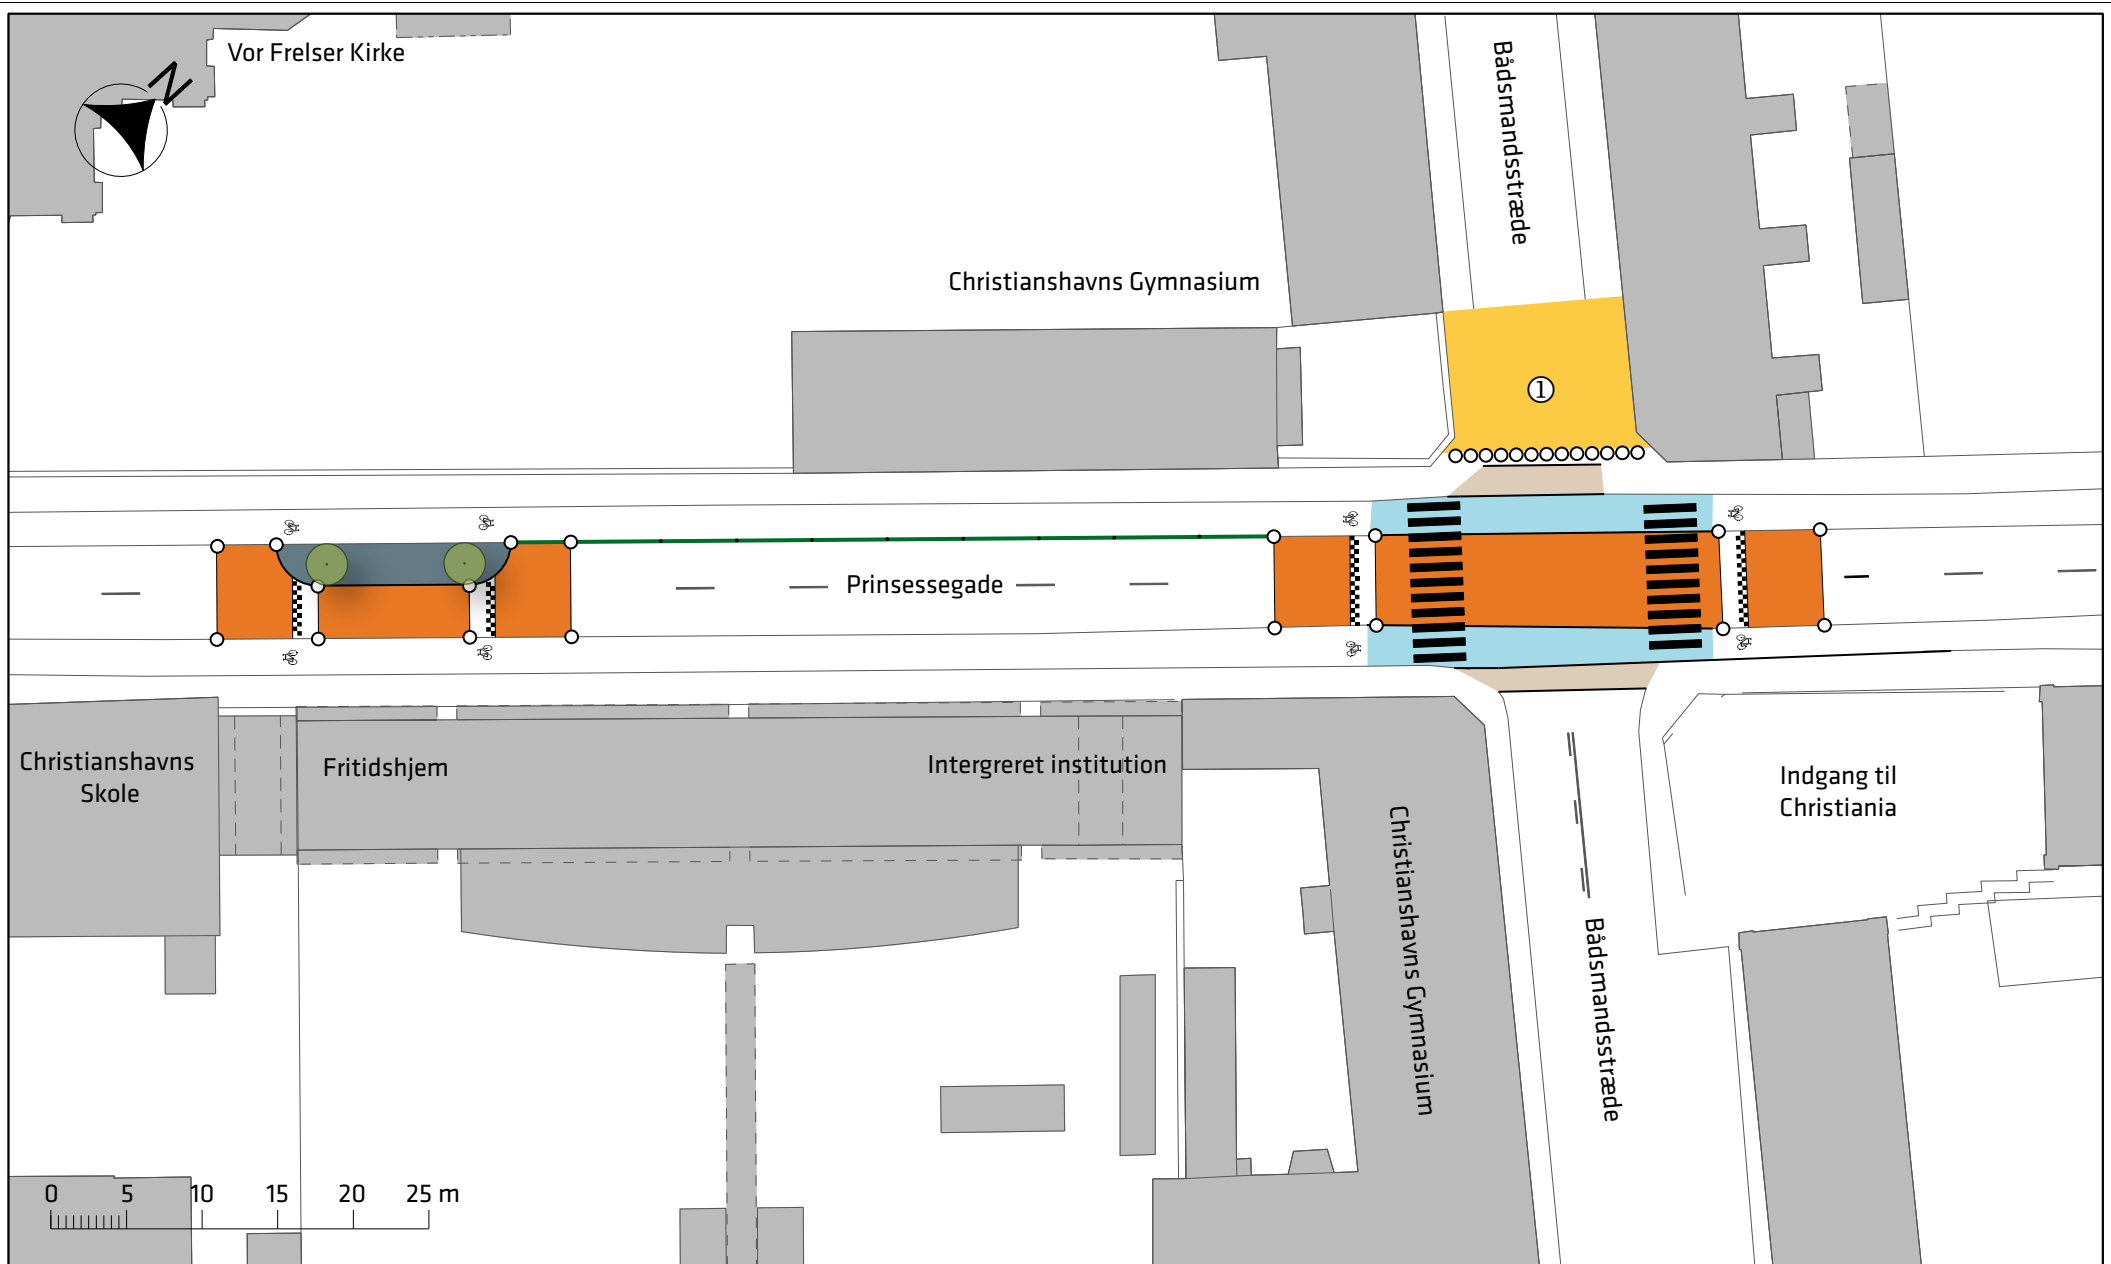 Vor Frelser Kirke
N
Bådsmandsstræde
Christianshavns Gymnasium
1
Prinsessegade
Christianshavns
Skole
Fritidshjem
Intergreret institution
Christianshavns Gymnasium
Indgang til
Christiania
Bådsmandsstræde
0 5 10 15 20 25 m